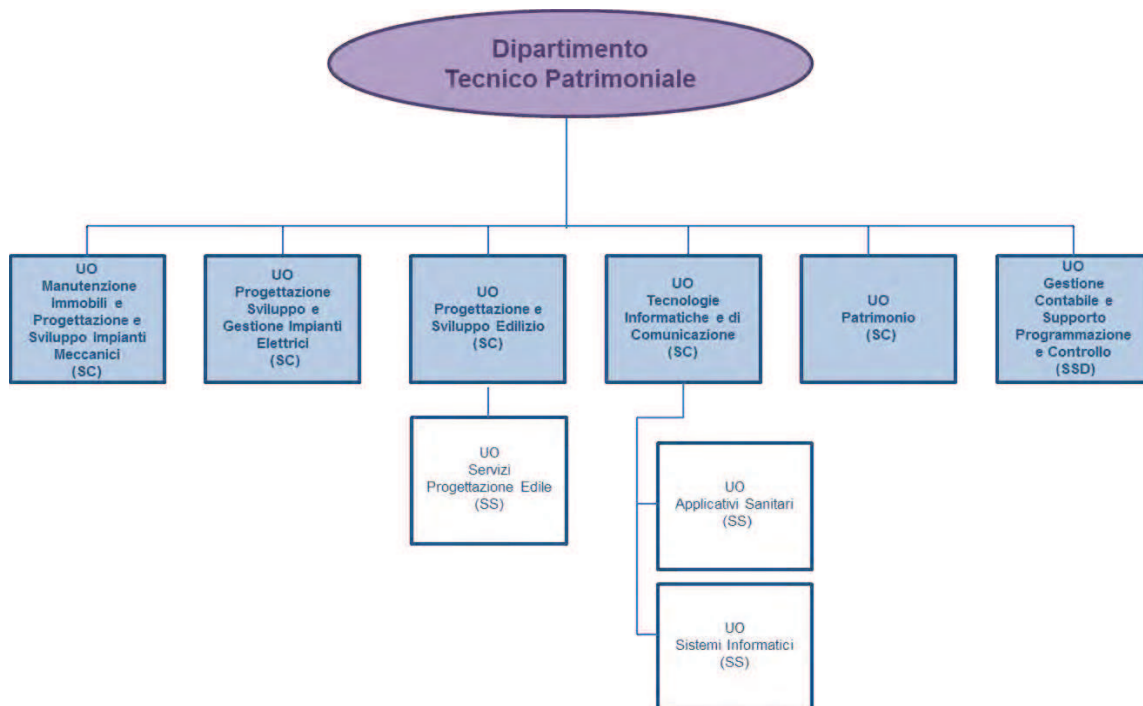 Dipartimento
Tecnico Patrimoniale
UO
Manutenzione
Immobili e
Progettazione e
Sviluppo Impianti
Meccanici
(SC)
UO
Progettazione
Sviluppo e
Gestione Impianti
Elettrici
(SC)
UO
Progettazione e
Sviluppo Edilizio
(SC)
UO
Tecnologie
Informatiche e di
Comunicazione
(SC)
UO
Patrimonio
(SC)
UO
Gestione
Contabile e
Supporto
Programmazione
e Controllo
(SSD)
UO
Servizi
Progettazione Edile
(SS)
UO
Applicativi Sanitari
(SS)
UO
Sistemi Informatici
(SS)